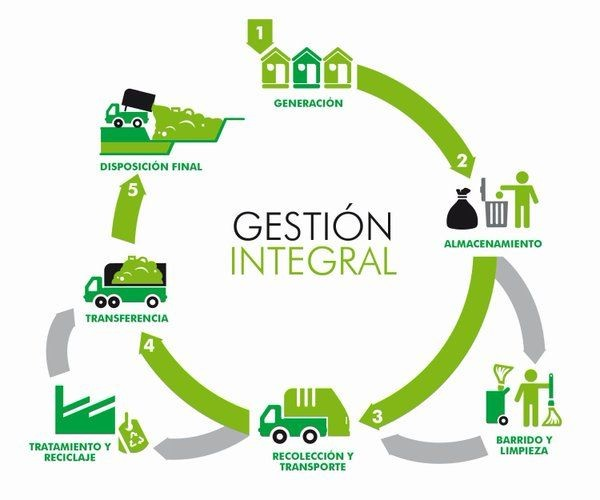 1
GENERACIÓN
2
ALMACENAMIENTO
BARRIDO Y
LIMPIEZA
3
RECOLECCIÓN Y
TRANSPORTE
TRATAMIENTO Y
RECICLAJE
4
TRANSFERENCIA
5
DISPOSICIÓN FINAL
GESTIÓN
INTEGRAL